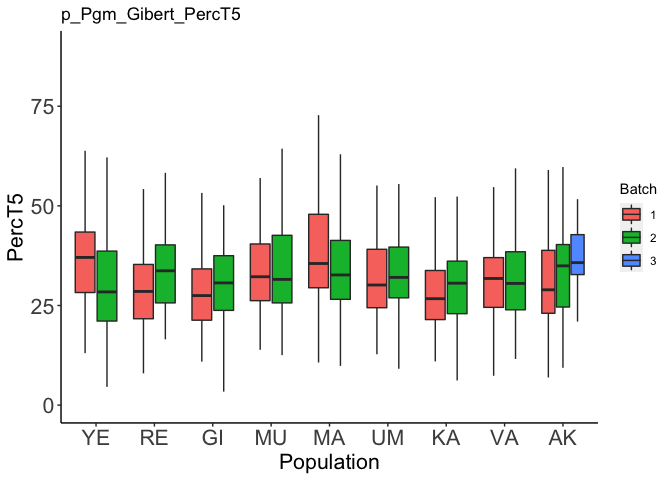 p_Pgm_Gibert_PercT5
75
50
25
0
PercT5
YE RE GI MU MA UM KA VA AK
Population
Batch
1
2
3